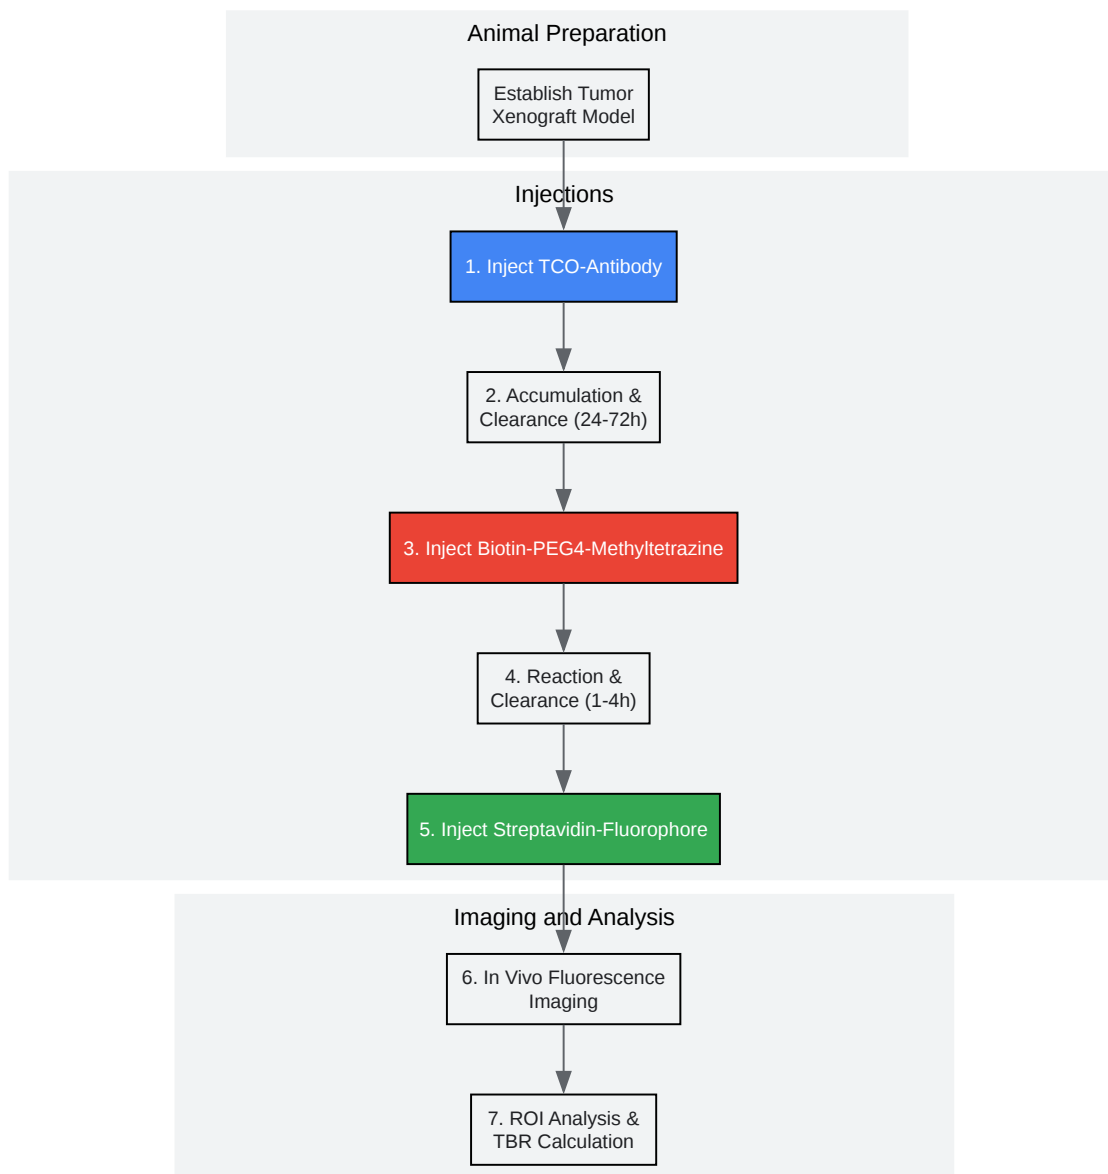 Animal Preparation
Establish Tumor
Xenograft Model
Injections
1. Inject TCO-Antibody
2. Accumulation &
Clearance (24-72h)
3. Inject Biotin-PEG4-Methyltetrazine
4. Reaction &
Clearance (1-4h)
5. Inject Streptavidin-Fluorophore
Imaging and Analysis
6. In Vivo Fluorescence
Imaging
7. ROI Analysis &
TBR Calculation